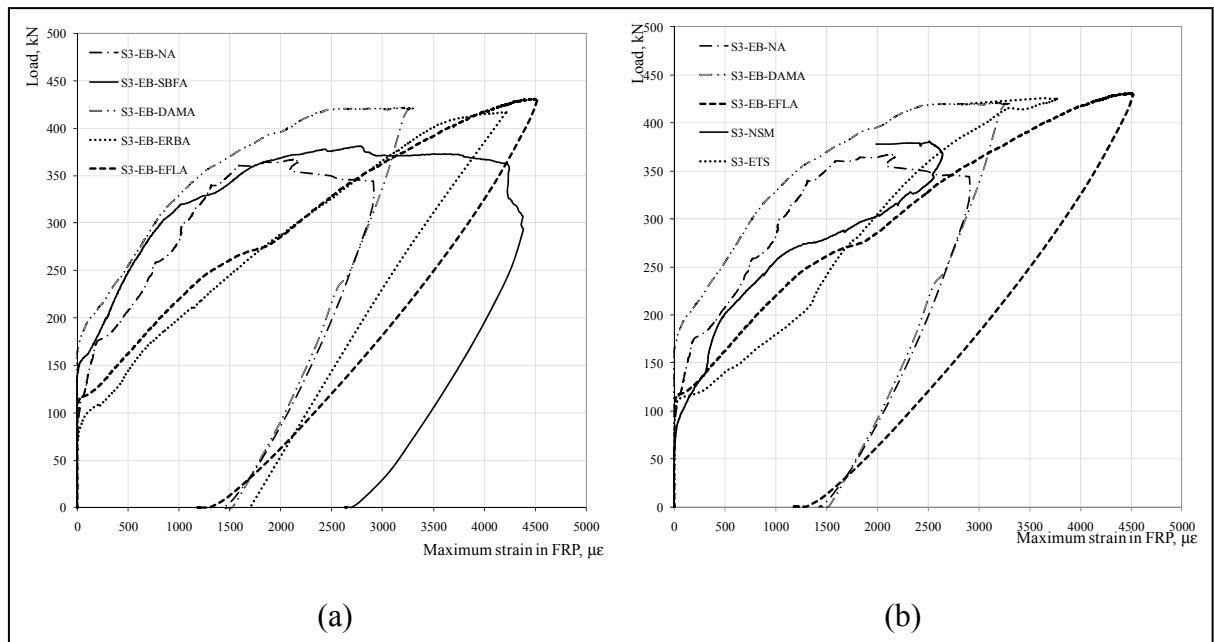 Load, kN
500
450
400
350
300
250
200
150
100
50
0
S3-EB-NA
S3-EB-SBFA
S3-EB-DAMA
S3-EB-ERBA
S3-EB-EFLA
0 500 1000 1500 2000 2500 3000 3500 4000 4500 5000
Maximum strain in FRP, με
(a)
Load, kN
500
450
400
350
300
250
200
150
100
50
0
S3-EB-NA
S3-EB-DAMA
S3-EB-EFLA
S3-NSM
S3-ETS
0 500 1000 1500 2000 2500 3000 3500 4000 4500 5000
Maximum strain in FRP, με
(b)